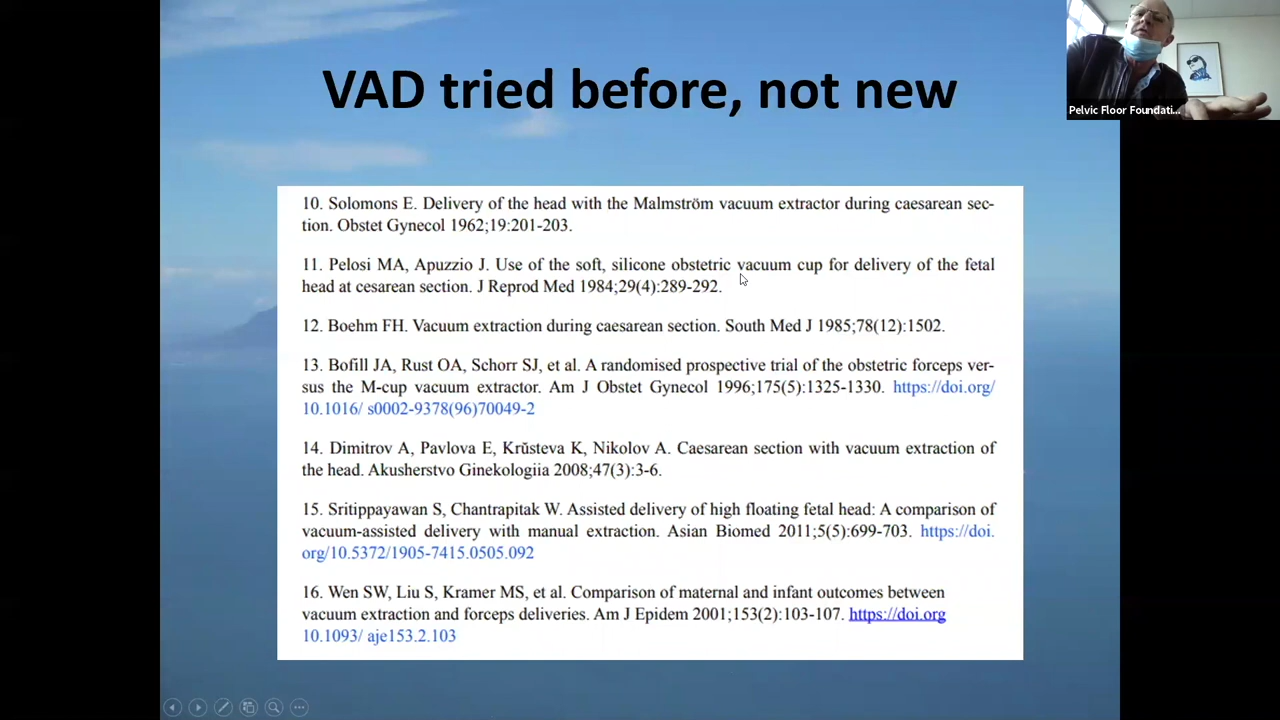 VAD tried before, not new
Pelvic Floor Foundati...
10. Solomons E. Delivery of the head with the Malmström vacuum extractor during caesarean sec-
tion. Obstet Gynecol 1962;19:201-203.
11. Pelosi MA, Apuzzio J. Use of the soft, silicone obstetric vacuum cup for delivery of the fetal
head at cesarean section. J Reprod Med 1984;29(4):289-292.
12. Boehm FH. Vacuum extraction during caesarean section. South Med J 1985;78(12):1502.
13. Bofill JA, Rust OA, Schorr SJ, et al. A randomised prospective trial of the obstetric forceps ver-
sus the M-cup vacuum extractor. Am J Obstet Gynecol 1996;175(5):1325-1330. https://doi.org/
10.1016/ s0002-9378(96)70049-2
14. Dimitrov A, Pavlova E, Krŭsteva K, Nikolov A. Caesarean section with vacuum extraction of
the head. Akusherstvo Ginekologiia 2008;47(3):3-6.
15. Sritippayawan S, Chantrapitak W. Assisted delivery of high floating fetal head: A comparison of
vacuum-assisted delivery with manual extraction. Asian Biomed 2011;5(5):699-703. https://doi.
org/10.5372/1905-7415.0505.092
16. Wen SW, Liu S, Kramer MS, et al. Comparison of maternal and infant outcomes between
vacuum extraction and forceps deliveries. Am J Epidem 2001;153(2):103-107. https://doi.org
10.1093/ aje153.2.103